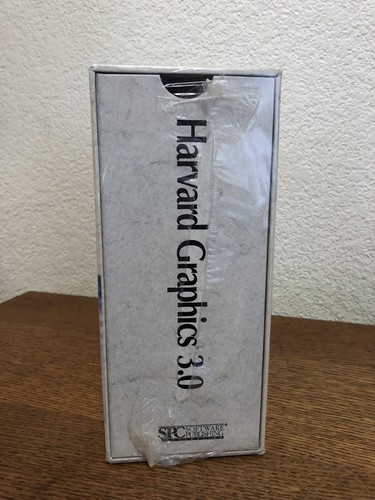 Harvard Graphics 3.0
SPC SOFTWARE
PUBLISHING